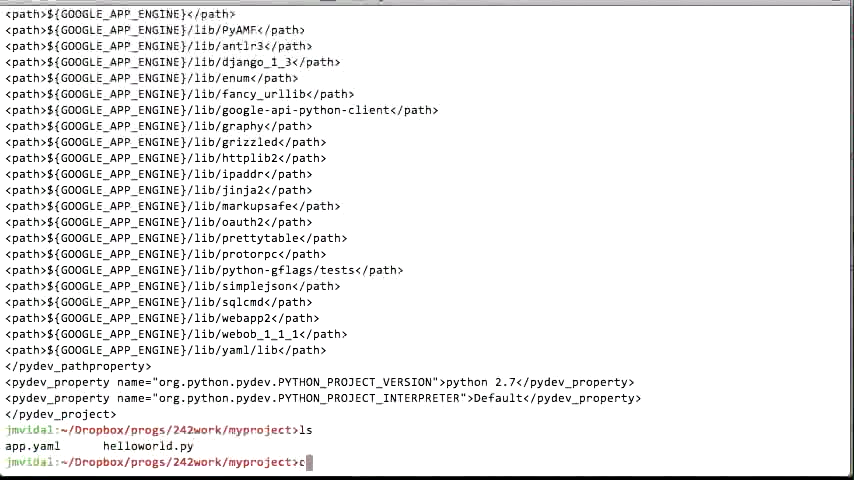 <path>${GOOGLE_APP_ENGINE}</path>
<path>${GOOGLE_APP_ENGINE}/lib/PyAMF</path>
<path>${GOOGLE_APP_ENGINE}/lib/antlr3</path>
<path>${GOOGLE_APP_ENGINE}/lib/django_1_3</path>
<path>${GOOGLE_APP_ENGINE}/lib/enum</path>
<path>${GOOGLE_APP_ENGINE}/lib/fancy_urllib</path>
<path>${GOOGLE_APP_ENGINE}/lib/google-api-python-client</path>
<path>${GOOGLE_APP_ENGINE}/lib/graphy</path>
<path>${GOOGLE_APP_ENGINE}/lib/grizzled</path>
<path>${GOOGLE_APP_ENGINE}/lib/httplib2</path>
<path>${GOOGLE_APP_ENGINE}/lib/ipaddr</path>
<path>${GOOGLE_APP_ENGINE}/lib/jinja2</path>
<path>${GOOGLE_APP_ENGINE}/lib/markupsafe</path>
<path>${GOOGLE_APP_ENGINE}/lib/oauth2</path>
<path>${GOOGLE_APP_ENGINE}/lib/prettytable</path>
<path>${GOOGLE_APP_ENGINE}/lib/protorpc</path>
<path>${GOOGLE_APP_ENGINE}/lib/python-gflags/tests</path>
<path>${GOOGLE_APP_ENGINE}/lib/simplejson</path>
<path>${GOOGLE_APP_ENGINE}/lib/sqlcmd</path>
<path>${GOOGLE_APP_ENGINE}/lib/webapp2</path>
<path>${GOOGLE_APP_ENGINE}/lib/webob_1_1_1</path>
<path>${GOOGLE_APP_ENGINE}/lib/yaml/lib</path>
</pydev_pathproperty>
<pydev_property name="org.python.pydev.PYTHON_PROJECT_VERSION">python 2.7</pydev_property>
<pydev_property name="org.python.pydev.PYTHON_PROJECT_INTERPRETER">Default</pydev_property>
</pydev_project>
jmvidal:~/Dropbox/progs/242work/myproject>ls
app.yaml helloworld.py
jmvidal:~/Dropbox/progs/242work/myproject>c